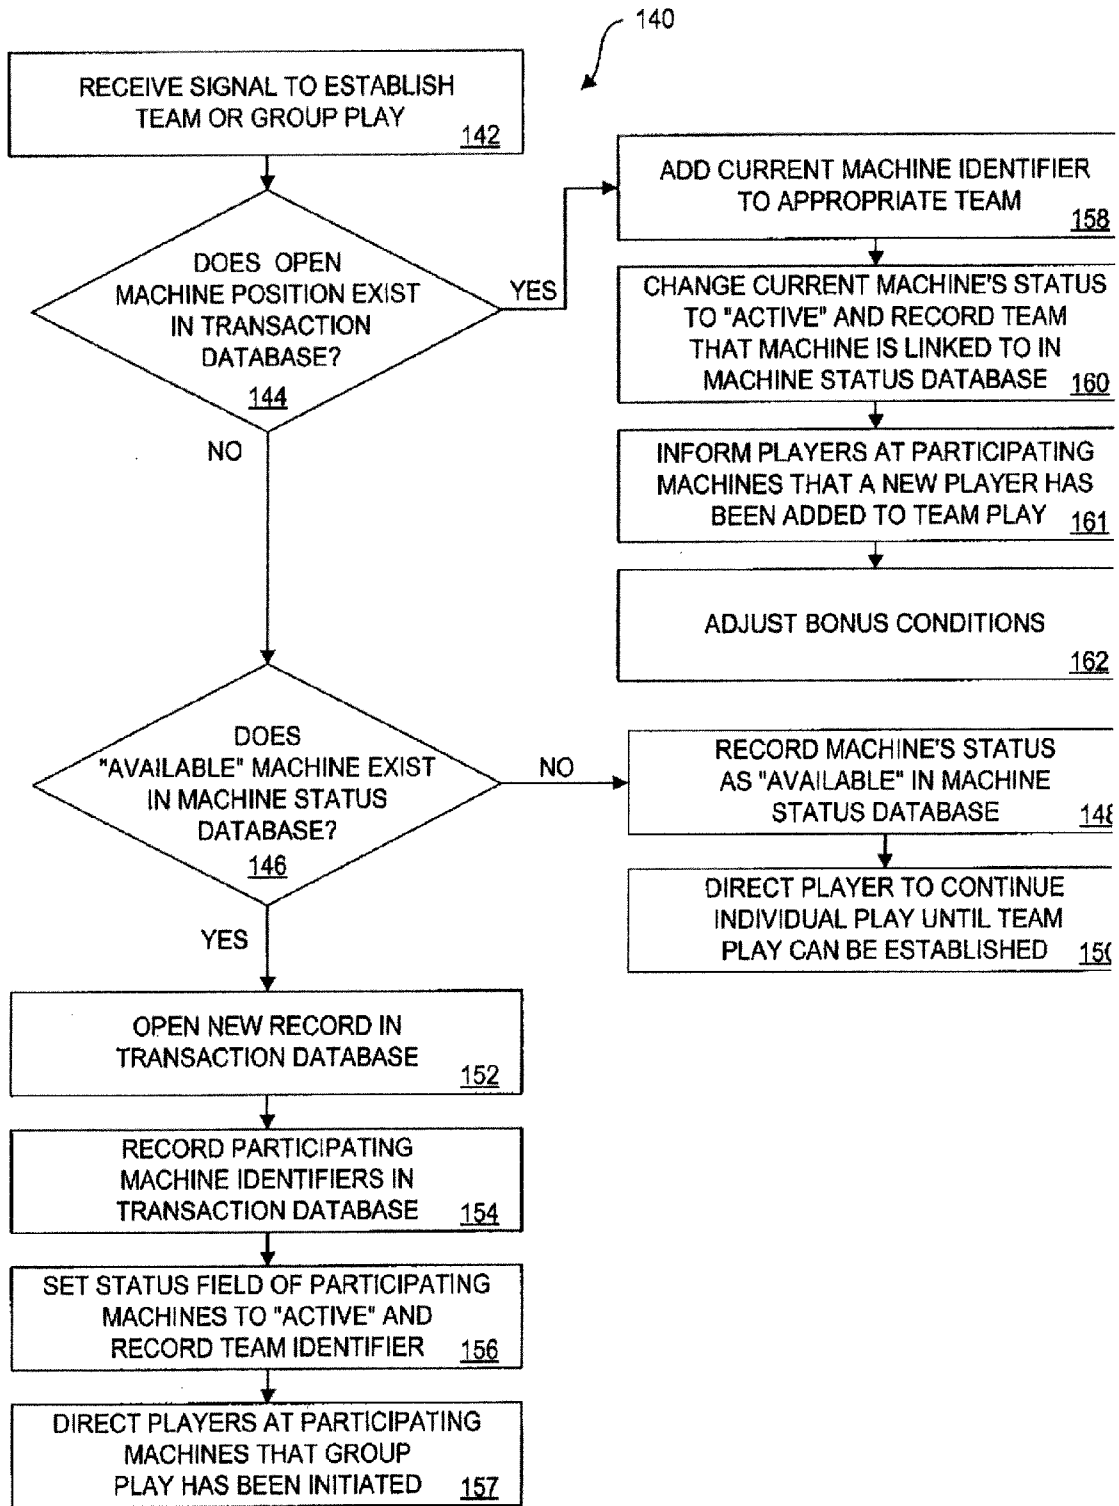 140
RECEIVE SIGNAL TO ESTABLISH
TEAM OR GROUP PLAY
142
DOES OPEN
MACHINE POSITION EXIST
IN TRANSACTION
DATABASE?
144
YES
NO
ADD CURRENT MACHINE IDENTIFIER
TO APPROPRIATE TEAM
158
CHANGE CURRENT MACHINE'S STATUS
TO "ACTIVE" AND RECORD TEAM
THAT MACHINE IS LINKED TO IN
MACHINE STATUS DATABASE
160
INFORM PLAYERS AT PARTICIPATING
MACHINES THAT A NEW PLAYER HAS
BEEN ADDED TO TEAM PLAY
161
ADJUST BONUS CONDITIONS
162
DOES
"AVAILABLE" MACHINE EXIST
IN MACHINE STATUS
DATABASE?
146
NO
YES
RECORD MACHINE'S STATUS
AS "AVAILABLE" IN MACHINE
STATUS DATABASE
148
DIRECT PLAYER TO CONTINUE
INDIVIDUAL PLAY UNTIL TEAM
PLAY CAN BE ESTABLISHED
150
OPEN NEW RECORD IN
TRANSACTION DATABASE
152
RECORD PARTICIPATING
MACHINE IDENTIFIERS IN
TRANSACTION DATABASE
154
SET STATUS FIELD OF PARTICIPATING
MACHINES TO "ACTIVE" AND
RECORD TEAM IDENTIFIER
156
DIRECT PLAYERS AT PARTICIPATING
MACHINES THAT GROUP
PLAY HAS BEEN INITIATED
157